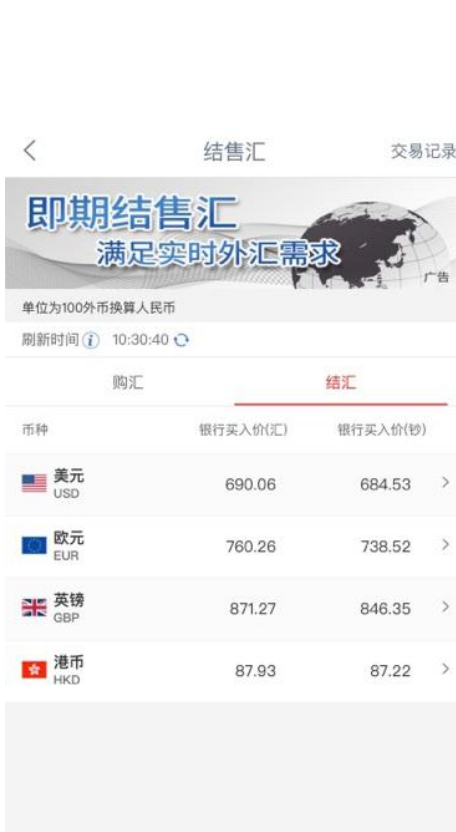 结售汇 交易记录
即期结售汇
满足实时外汇需求
广告
单位为100外币换算人民币
刷新时间 i 10:30:40
购汇 结汇
币种 银行买入价(汇) 银行买入价(钞)
美元 690.06 684.53
USD
欧元 760.26 738.52
EUR
英镑 871.27 846.35
GBP
港币 87.93 87.22
HKD